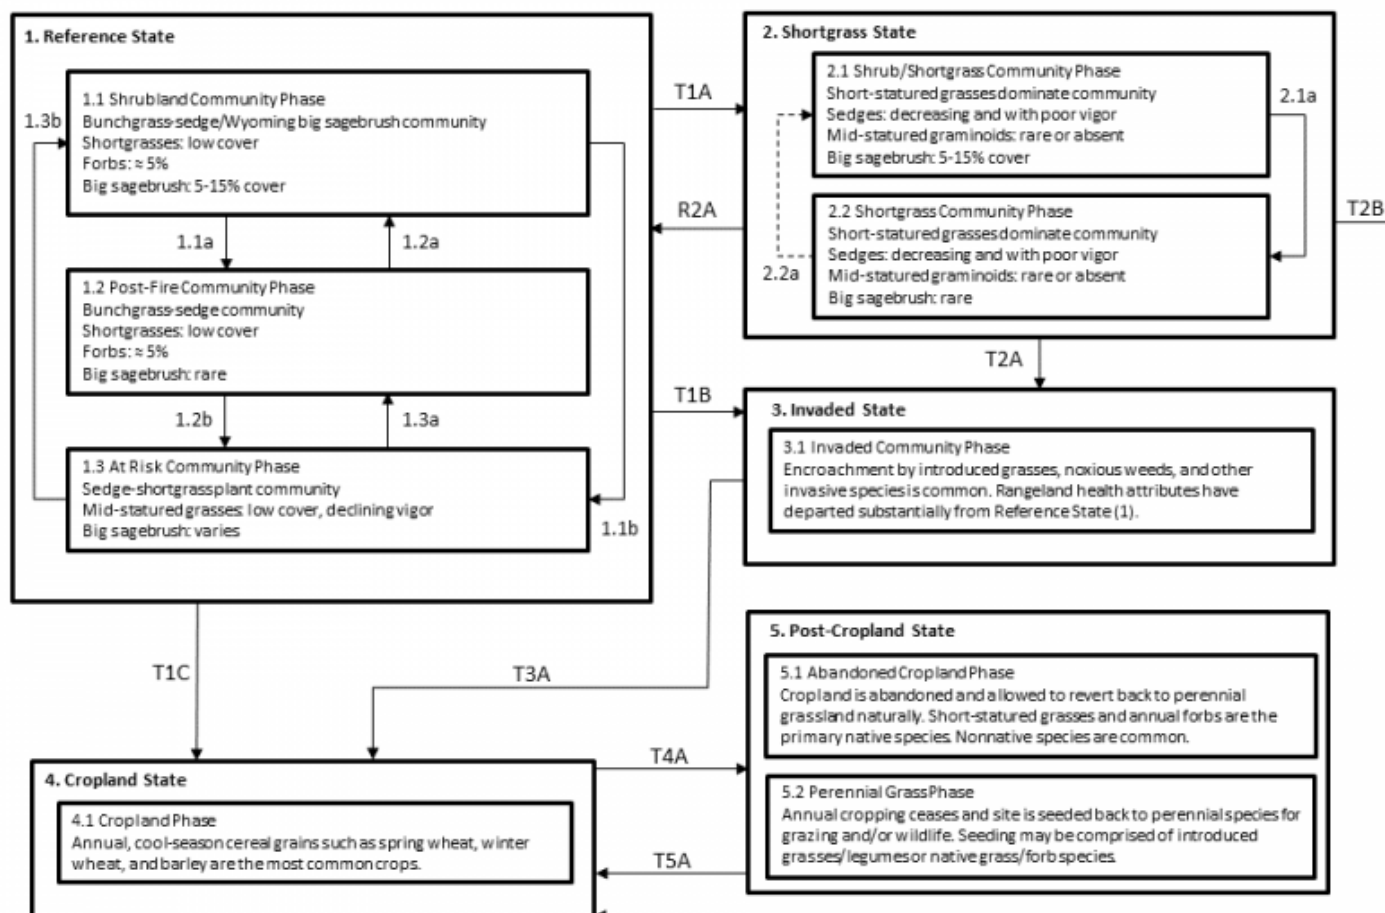 1. Reference State
1.1 Shrubland Community Phase
Bunchgrass-sedge/Wyoming big sagebrush community
Shortgrasses: low cover
Forbs: ≈ 5%
Big sagebrush: 5-15% cover
1.3b
1.1a
1.2a
1.2 Post-Fire Community Phase
Bunchgrass-sedge community
Shortgrasses: low cover
Forbs: ≈ 5%
Big sagebrush: rare
1.2b
1.3a
1.3 At Risk Community Phase
Sedge-shortgrass plant community
Mid-statured grasses: low cover, declining vigor
Big sagebrush: varies
1.1b
T1A
R2A
T1B
2. Shortgrass State
2.1 Shrub/Shortgrass Community Phase
Short-statured grasses dominate community
Sedges: decreasing and with poor vigor
Mid-statured graminoids: rare or absent
Big sagebrush: 5-15% cover
2.1a
2.2 Shortgrass Community Phase
Short-statured grasses dominate community
Sedges: decreasing and with poor vigor
Mid-statured graminoids: rare or absent
Big sagebrush: rare
2.2a
T2B
T2A
3. Invaded State
3.1 Invaded Community Phase
Encroachment by introduced grasses, noxious weeds, and other
invasive species is common. Rangeland health attributes have
departed substantially from Reference State (1).
T1C
T3A
4. Cropland State
4.1 Cropland Phase
Annual, cool-season cereal grains such as spring wheat, winter
wheat, and barley are the most common crops.
T4A
T5A
5. Post-Cropland State
5.1 Abandoned Cropland Phase
Cropland is abandoned and allowed to revert back to perennial
grassland naturally. Short-statured grasses and annual forbs are the
primary native species. Nonnative species are common.
5.2 Perennial Grass Phase
Annual cropping ceases and site is seeded back to perennial species for
grazing and/or wildlife. Seeding may be comprised of introduced
grasses/legumes or native grass/forb species.